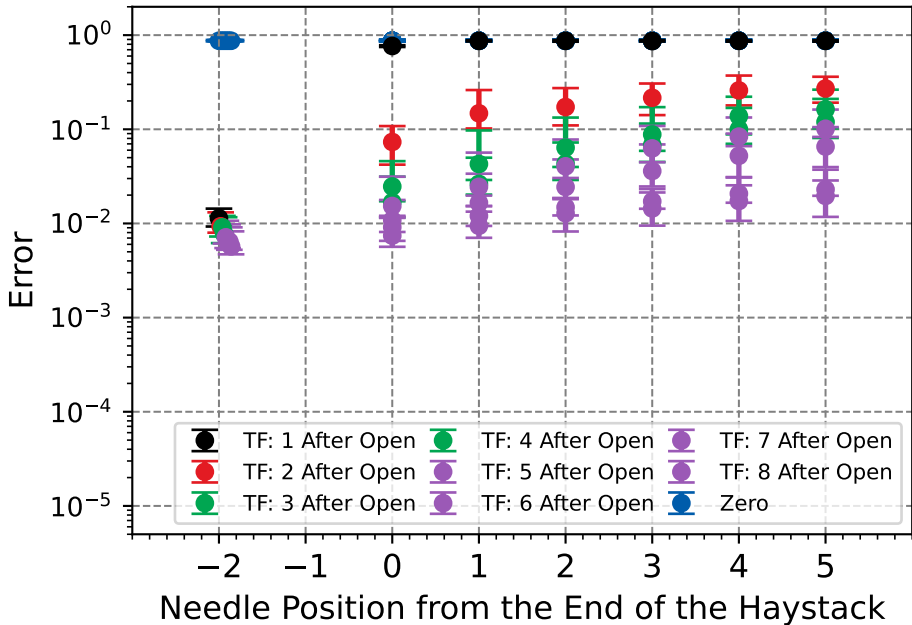 10^0
10^−1
10^−2
10^−3
10^−4
10^−5
Error
TF: 1 After Open TF: 4 After Open TF: 7 After Open
TF: 2 After Open TF: 5 After Open TF: 8 After Open
TF: 3 After Open TF: 6 After Open Zero
−2 −1 0 1 2 3 4 5
Needle Position from the End of the Haystack